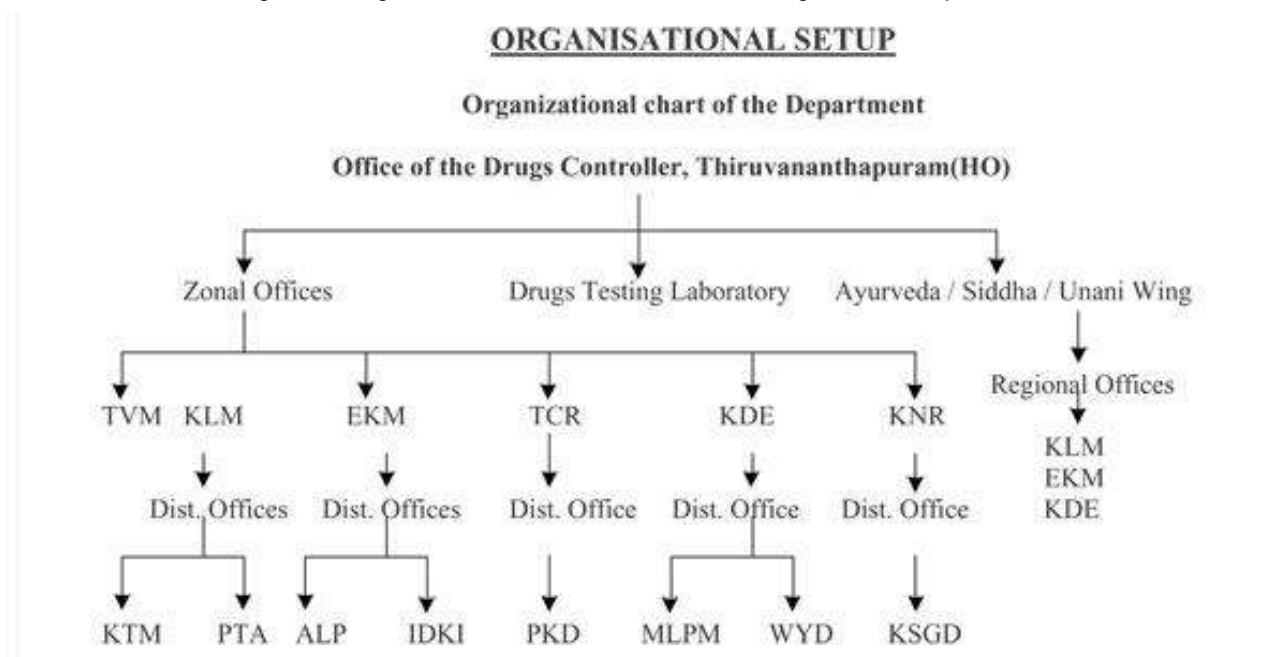 ORGANISATIONAL SETUP
Organizational chart of the Department
Office of the Drugs Controller, Thiruvananthapuram(HO)
Zonal Offices Drugs Testing Laboratory Ayurveda / Siddha / Unani Wing
Regional Offices
TVM KLM EKM TCR KDE KNR
KLM
EKM
KDE
Dist. Offices Dist. Offices Dist. Office Dist. Office Dist. Office
KTM PTA ALP IDKI PKD MLPM WYD KSGD